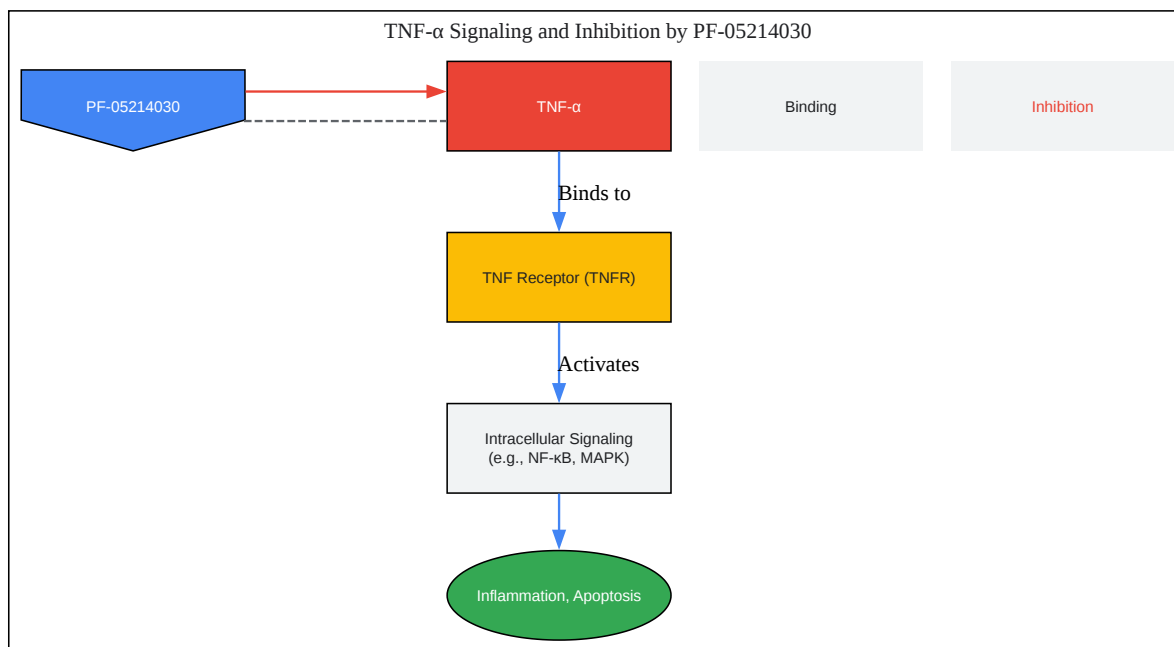 TNF-α Signaling and Inhibition by PF-05214030
PF-05214030
TNF-α
Binding
Inhibition
Binds to
TNF Receptor (TNFR)
Activates
Intracellular Signaling
(e.g., NF-κB, MAPK)
Inflammation, Apoptosis